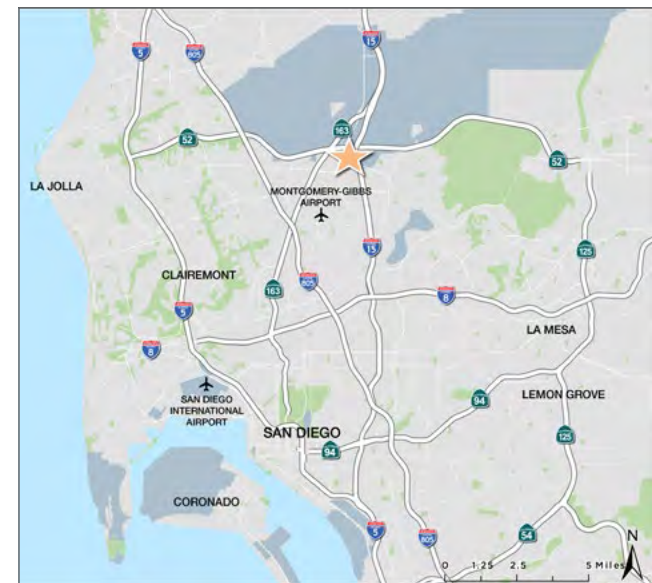 15
5
805
163
52
52
LA JOLLA
MONTGOMERY-GIBBS
AIRPORT
15
125
CLAIREMONT
805
163
8
5
LA MESA
8
SAN DIEGO
INTERNATIONAL
AIRPORT
94
LEMON GROVE
SAN DIEGO
125
94
CORONADO
5
805
54
N
0 1.25 2.5 5 Miles